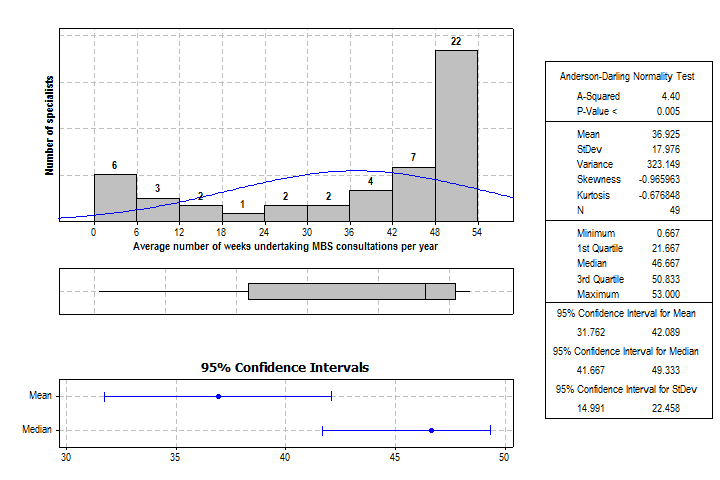 22
7
6
4
3
2
2
2
1
Number of specialists
0 6 12 18 24 30 36 42 48 54
Average number of weeks undertaking MBS consultations per year
95% Confidence Intervals
Mean
Median
30 35 40 45 50
Anderson-Darling Normality Test
A-Squared 4.40
P-Value < 0.005
Mean 36.925
StDev 17.976
Variance 323.149
Skewness -0.965963
Kurtosis -0.676848
N 49
Minimum 0.667
1st Quartile 21.667
Median 46.667
3rd Quartile 50.833
Maximum 53.000
95% Confidence Interval for Mean
31.762 42.089
95% Confidence Interval for Median
41.667 49.333
95% Confidence Interval for StDev
14.991 22.458